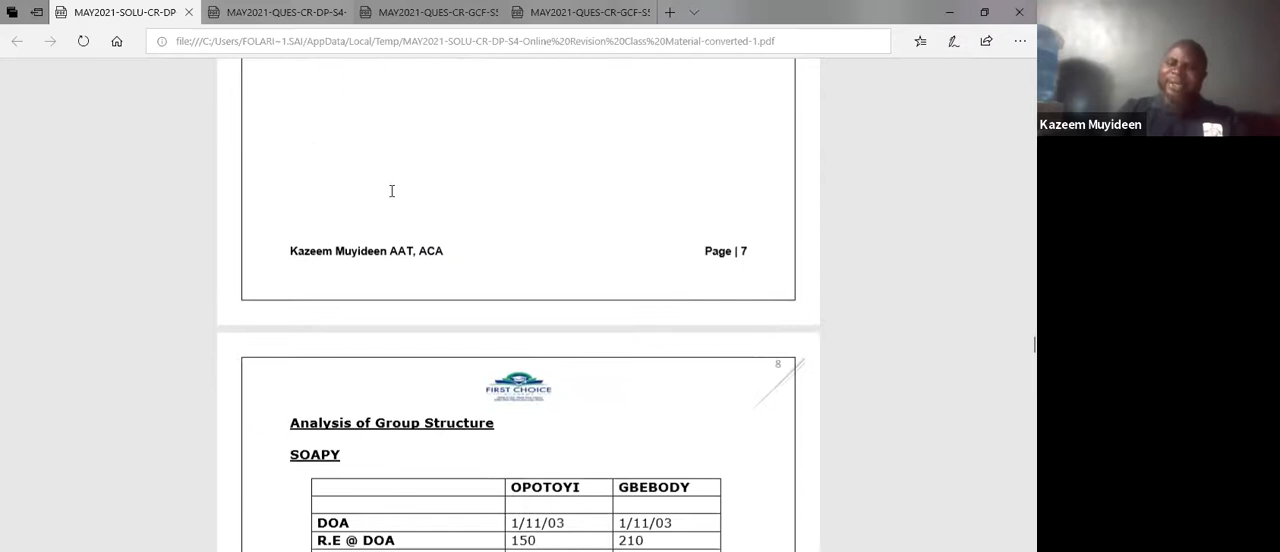 MAY2021-SOLU-CR-DP
MAY2021-QUES-CR-DP-S4-
MAY2021-QUES-CR-GCF-S5
MAY2021-QUES-CR-GCF-S5
file:///C:/Users/FOLARI~1.SAI/AppData/Local/Temp/MAY2021-SOLU-CR-DP-S4-Online%20Revision%20Class%20Material-converted-1.pdf
Kazeem Muyideen
Kazeem Muyideen AAT, ACA Page | 7
8
FIRST CHOICE
Analysis of Group Structure
SOAPY
OPOTOYI GBEBODY
DOA 1/11/03 1/11/03
R.E @ DOA 150 210